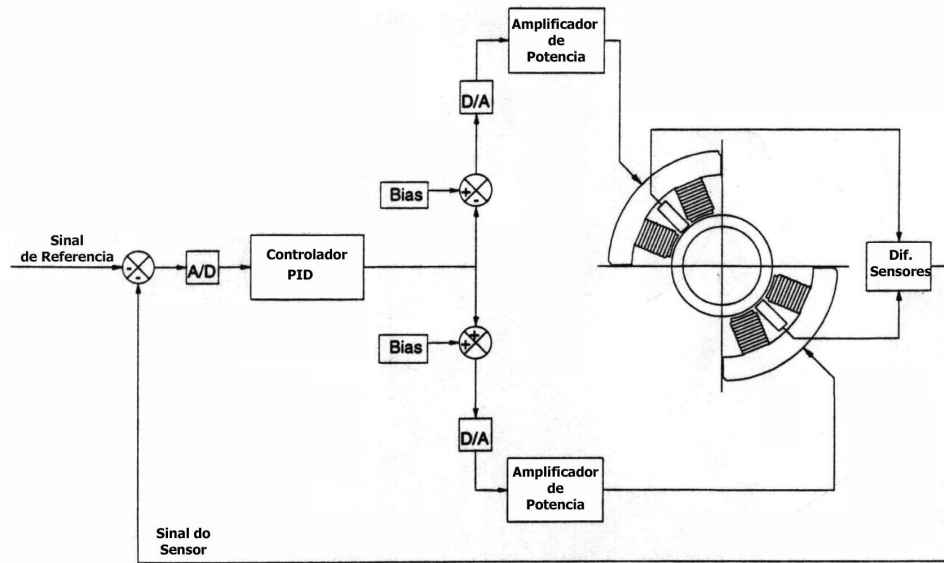 Amplificador
de
Potencia
D/A
Bias
+
-
Sinal
de Referencia
-
-
A/D
Controlador
PID
Dif.
Sensores
Bias
+
+
D/A
Amplificador
de
Potencia
Sinal do
Sensor